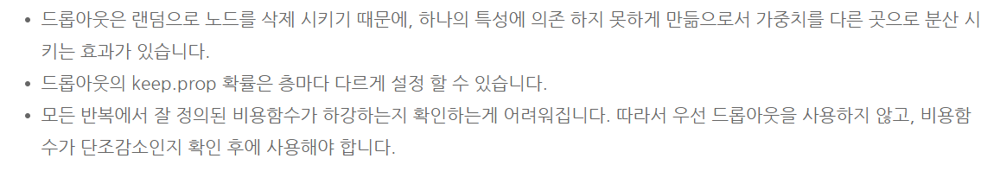 • 드롭아웃은 랜덤으로 노드를 삭제 시키기 때문에, 하나의 특성에 의존 하지 못하게 만듦으로서 가중치를 다른 곳으로 분산 시
키는 효과가 있습니다.
• 드롭아웃의 keep.prop 확률은 층마다 다르게 설정 할 수 있습니다.
• 모든 반복에서 잘 정의된 비용함수가 하강하는지 확인하는게 어려워집니다. 따라서 우선 드롭아웃을 사용하지 않고, 비용함
수가 단조감소인지 확인 후에 사용해야 합니다.